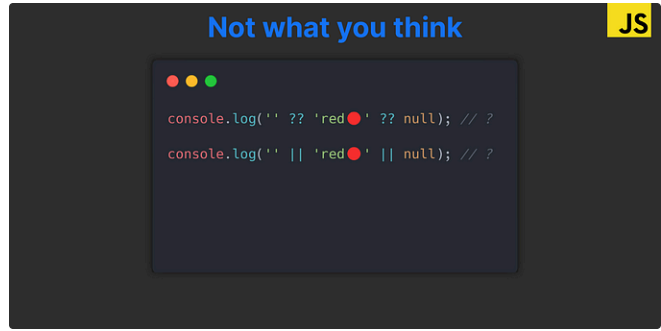 Not what you think
JS
console.log('' ?? 'red🔴' ?? null); // ?
console.log('' || 'red🔴' || null); // ?